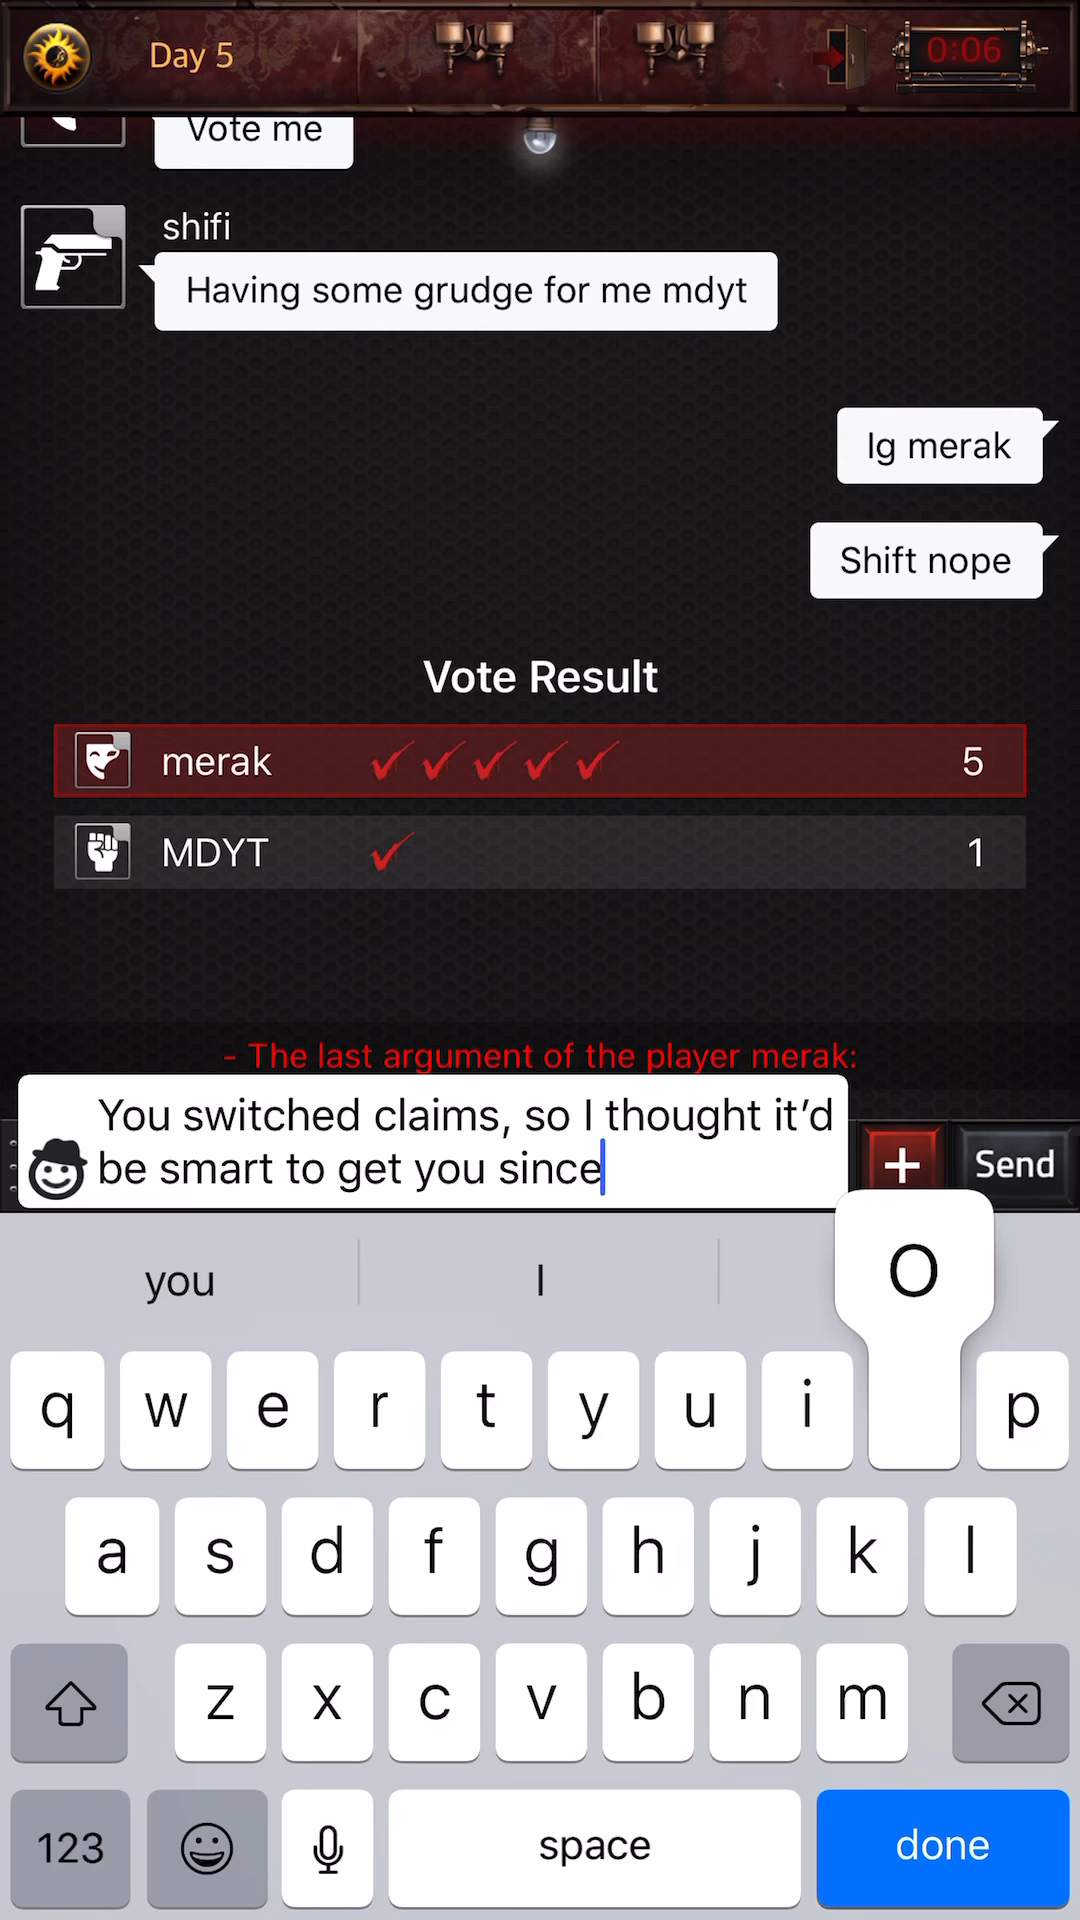 Day 5
0:06
Vote me
shifi
Having some grudge for me mdyt
Ig merak
Shift nope
Vote Result
merak 5
MDYT 1
- The last argument of the player merak:
You switched claims, so I thought it’d
be smart to get you since
Send
you I
O
q w e r t y u i p
a s d f g h j k l
z x c v b n m
123 space done